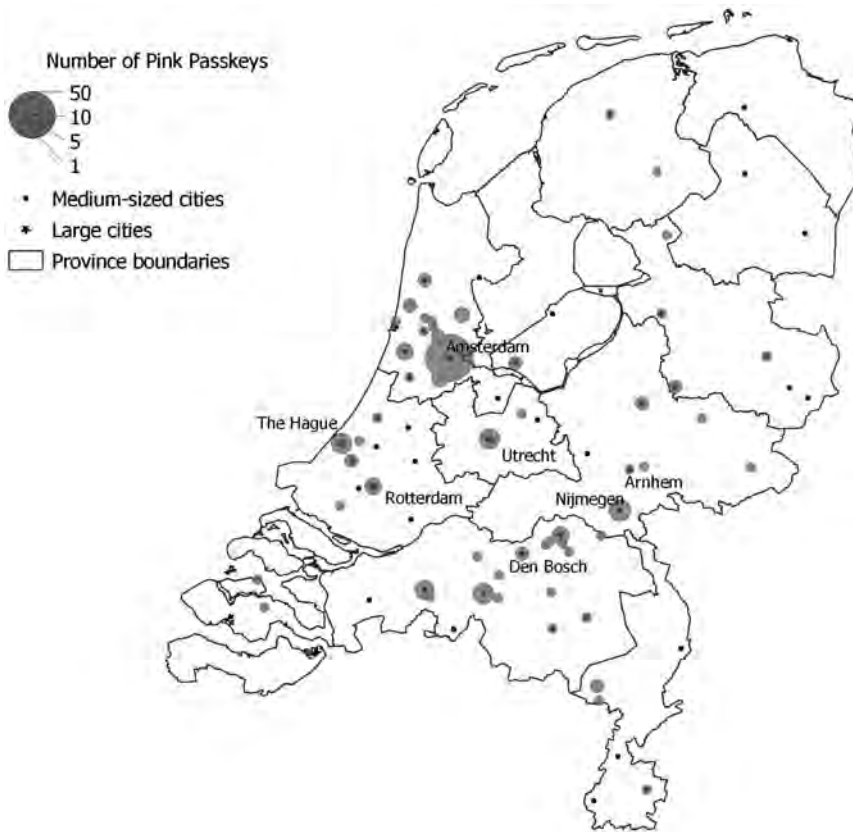 Number of Pink Passkeys
50
10
5
1
Medium-sized cities
Large cities
Province boundaries
Amsterdam
The Hague
Utrecht
Rotterdam
Arnhem
Nijmegen
Den Bosch